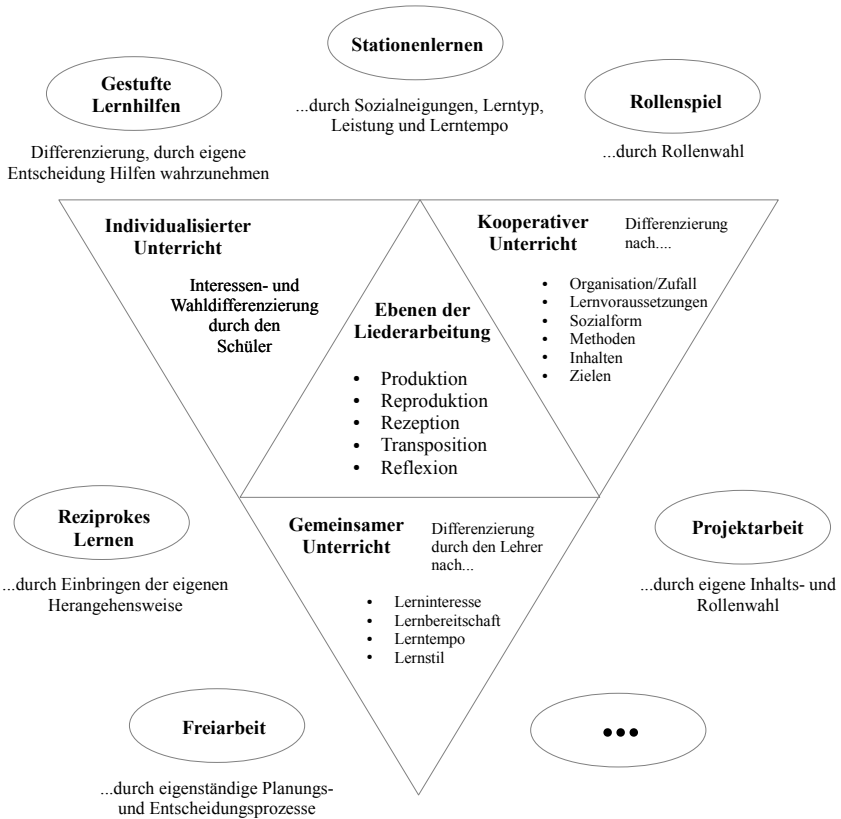 Stationenlernen
...durch Sozialneigungen, Lerntyp,
Leistung und Lerntempo
Gestufte
Lernhilfen
Differenzierung, durch eigene
Entscheidung Hilfen wahrzunehmen
Rollenspiel
...durch Rollenwahl
Individualisierter
Unterricht
Interessen- und
Wahldifferenzierung
durch den
Schüler
Kooperativer
Unterricht
Differenzierung
nach....
• Organisation/Zufall
• Lernvoraussetzungen
• Sozialform
• Methoden
• Inhalten
• Zielen
Ebenen der
Liederarbeitung
• Produktion
• Reproduktion
• Rezeption
• Transposition
• Reflexion
Reziprokes
Lernen
...durch Einbringen der eigenen
Herangehensweise
Gemeinsamer
Unterricht
Differenzierung
durch den Lehrer
nach...
• Lerninteresse
• Lernbereitschaft
• Lerntempo
• Lernstil
Projektarbeit
...durch eigene Inhalts- und
Rollenwahl
Freiarbeit
...durch eigenständige Planungs-
und Entscheidungsprozesse
•••